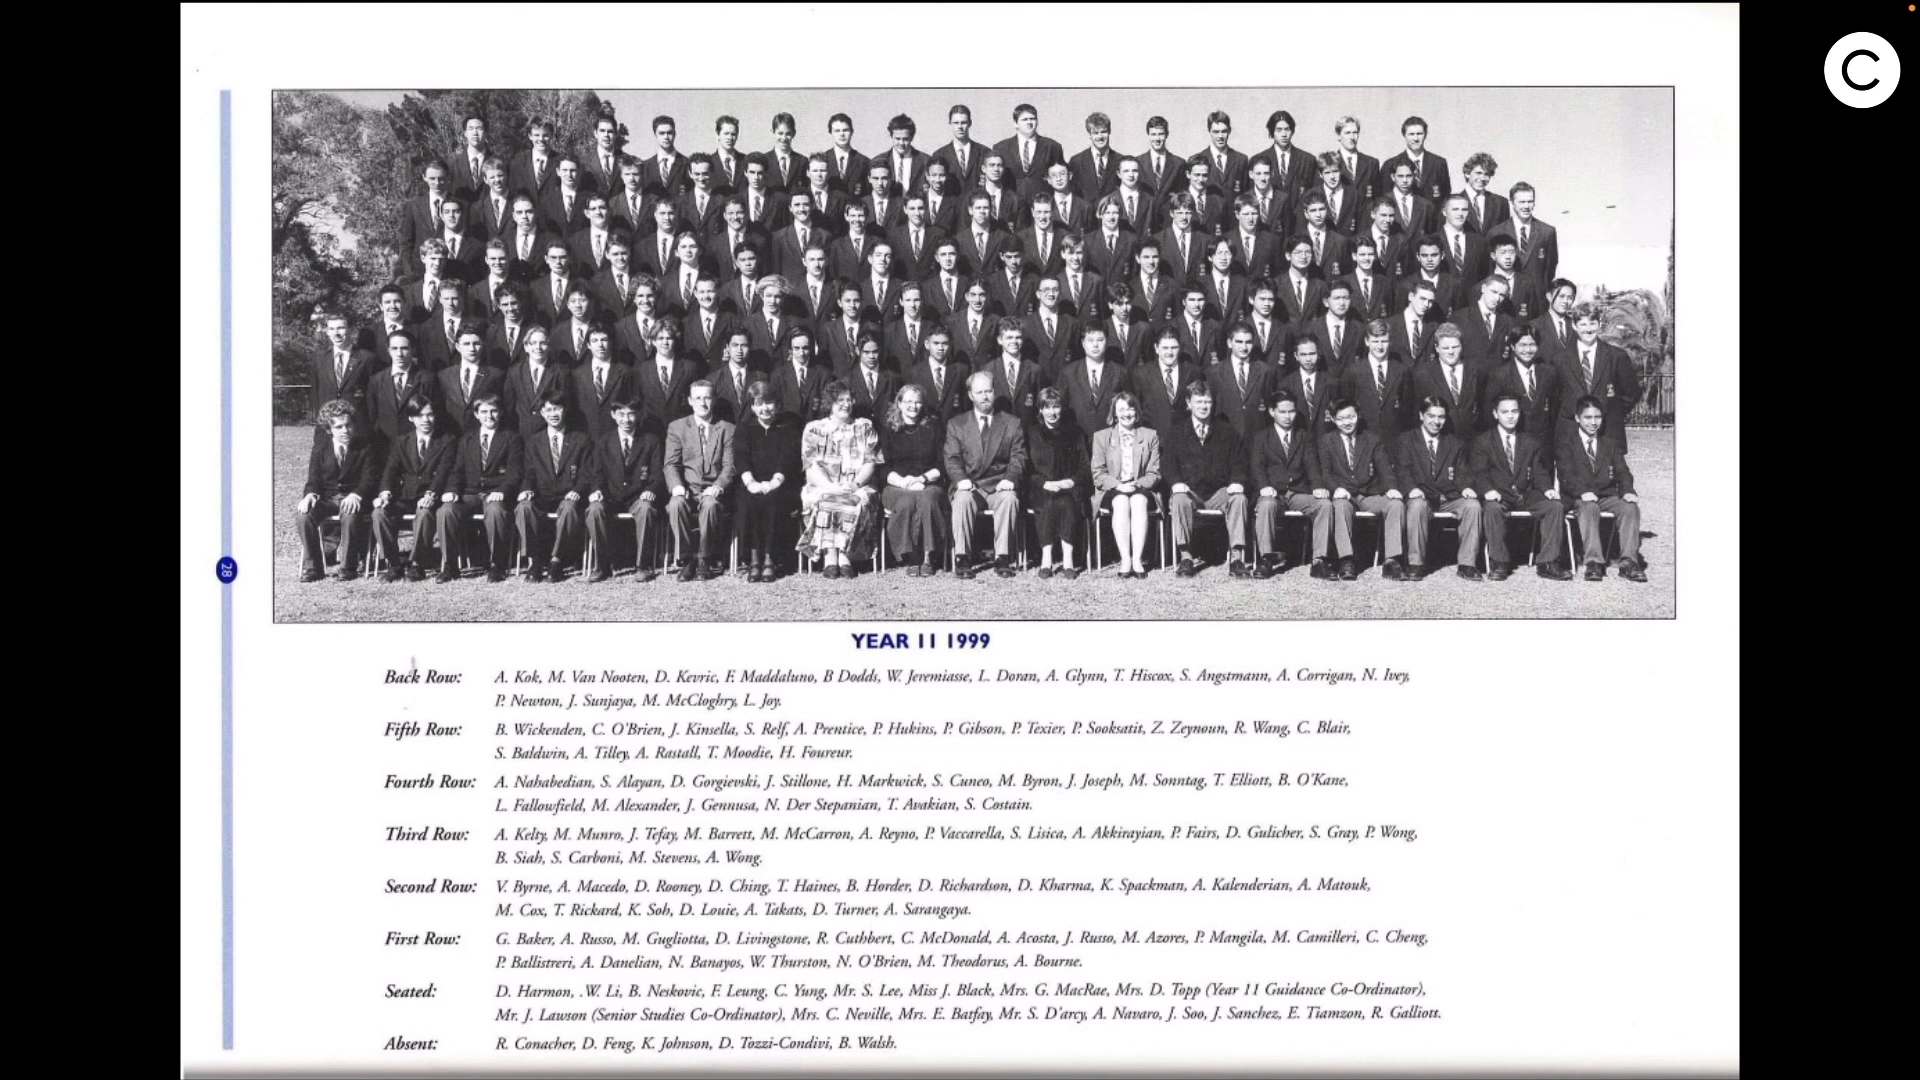 C
YEAR 11 1999
Back Row: A. Kok, M. Van Nooten, D. Kevric, F. Maddaluno, B Dodds, W. Jeremiasse, L. Doran, A. Glynn, T. Hiscox, S. Angstmann, A. Corrigan, N. Ivey,
P. Newton, J. Sunjaya, M. McCloghry, L. Joy.
Fifth Row: B. Wickenden, C. O'Brien, J. Kinsella, S. Relf, A. Prentice, P. Hukins, P. Gibson, P. Texier, P. Sooksatit, Z. Zeynoun, R. Wang, C. Blair,
S. Baldwin, A. Tilley, A. Rastall, T. Moodie, H. Foureur.
Fourth Row: A. Nahabedian, S. Alayan, D. Gorgievski, J. Stillone, H. Markwick, S. Cuneo, M. Byron, J. Joseph, M. Sonntag, T. Elliott, B. O'Kane,
L. Fallowfield, M. Alexander, J. Gennusa, N. Der Stepanian, T. Avakian, S. Costain.
Third Row: A. Kelty, M. Munro, J. Tefay, M. Barrett, M. McCarron, A. Reyno, P. Vaccarella, S. Lisica, A. Akkirayian, P. Fairs, D. Gulicher, S. Gray, P. Wong,
B. Siah, S. Carboni, M. Stevens, A. Wong.
Second Row: V. Byrne, A. Macedo, D. Rooney, D. Ching, T. Haines, B. Horder, D. Richardson, D. Kharma, K. Spackman, A. Kalenderian, A. Matouk,
M. Cox, T. Rickard, K. Soh, D. Louie, A. Takats, D. Turner, A. Sarangaya.
First Row: G. Baker, A. Russo, M. Gugliotta, D. Livingstone, R. Cuthbert, C. McDonald, A. Acosta, J. Russo, M. Azores, P. Mangila, M. Camilleri, C. Cheng,
P. Ballistreri, A. Danelian, N. Banayos, W. Thurston, N. O'Brien, M. Theodorus, A. Bourne.
Seated: D. Harmon, .W. Li, B. Neskovic, F. Leung, C. Yung, Mr. S. Lee, Miss J. Black, Mrs. G. MacRae, Mrs. D. Topp (Year 11 Guidance Co-Ordinator),
Mr. J. Lawson (Senior Studies Co-Ordinator), Mrs. C. Neville, Mrs. E. Batfay, Mr. S. D'arcy, A. Navaro, J. Soo, J. Sanchez, E. Tiamzon, R. Galliott.
Absent: R. Conacher, D. Feng, K. Johnson, D. Tozzi-Condivi, B. Walsh.
28